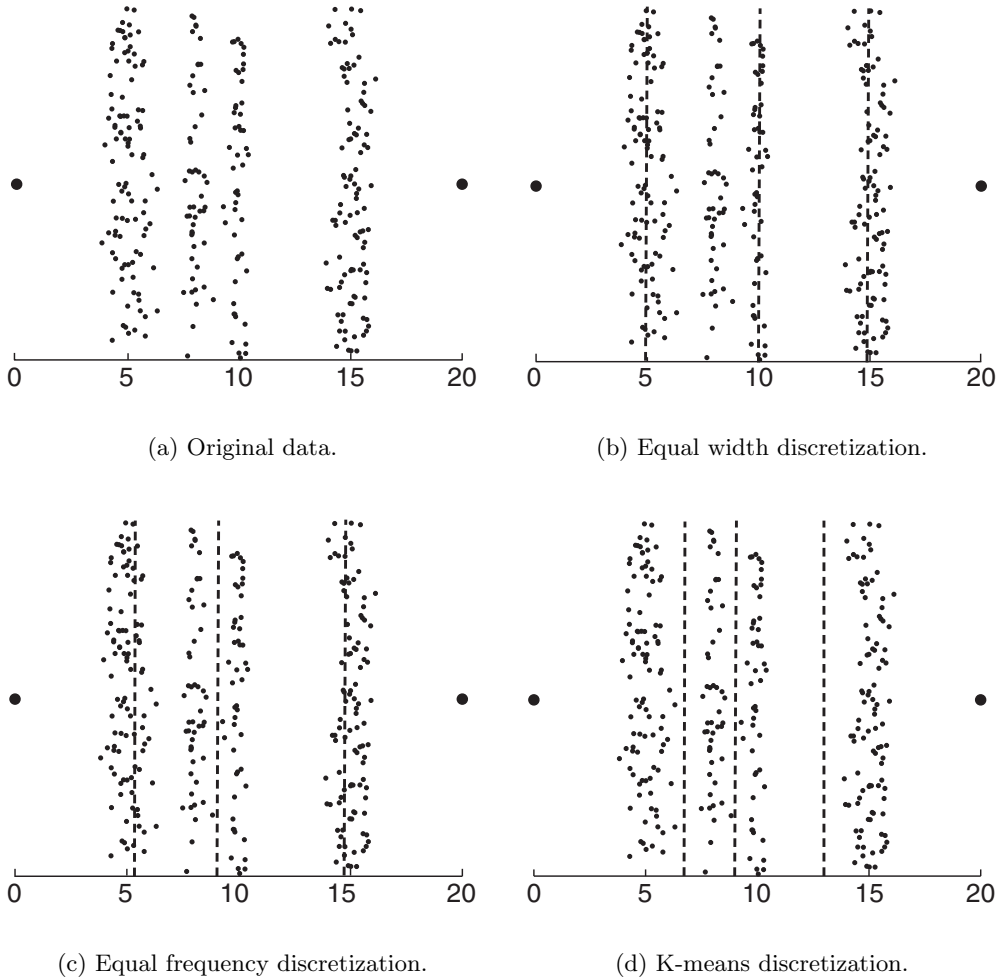 0 5 10 15 20
(a) Original data.
0 5 10 15 20
(b) Equal width discretization.
0 5 10 15 20
(c) Equal frequency discretization.
0 5 10 15 20
(d) K-means discretization.